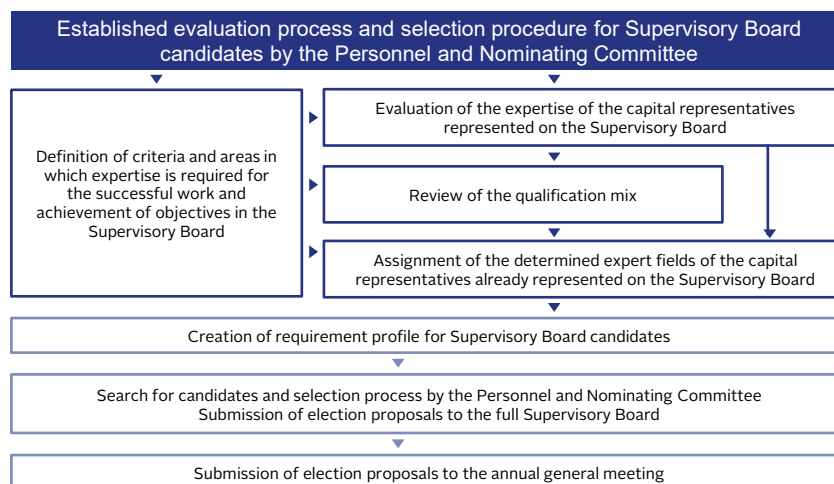 Established evaluation process and selection procedure for Supervisory Board
candidates by the Personnel and Nominating Committee
Definition of criteria and areas in
which expertise is required for
the successful work and
achievement of objectives in the
Supervisory Board
Evaluation of the expertise of the capital representatives
represented on the Supervisory Board
Review of the qualification mix
Assignment of the determined expert fields of the capital
representatives already represented on the Supervisory Board
Creation of requirement profile for Supervisory Board candidates
Search for candidates and selection process by the Personnel and Nominating Committee
Submission of election proposals to the full Supervisory Board
Submission of election proposals to the annual general meeting